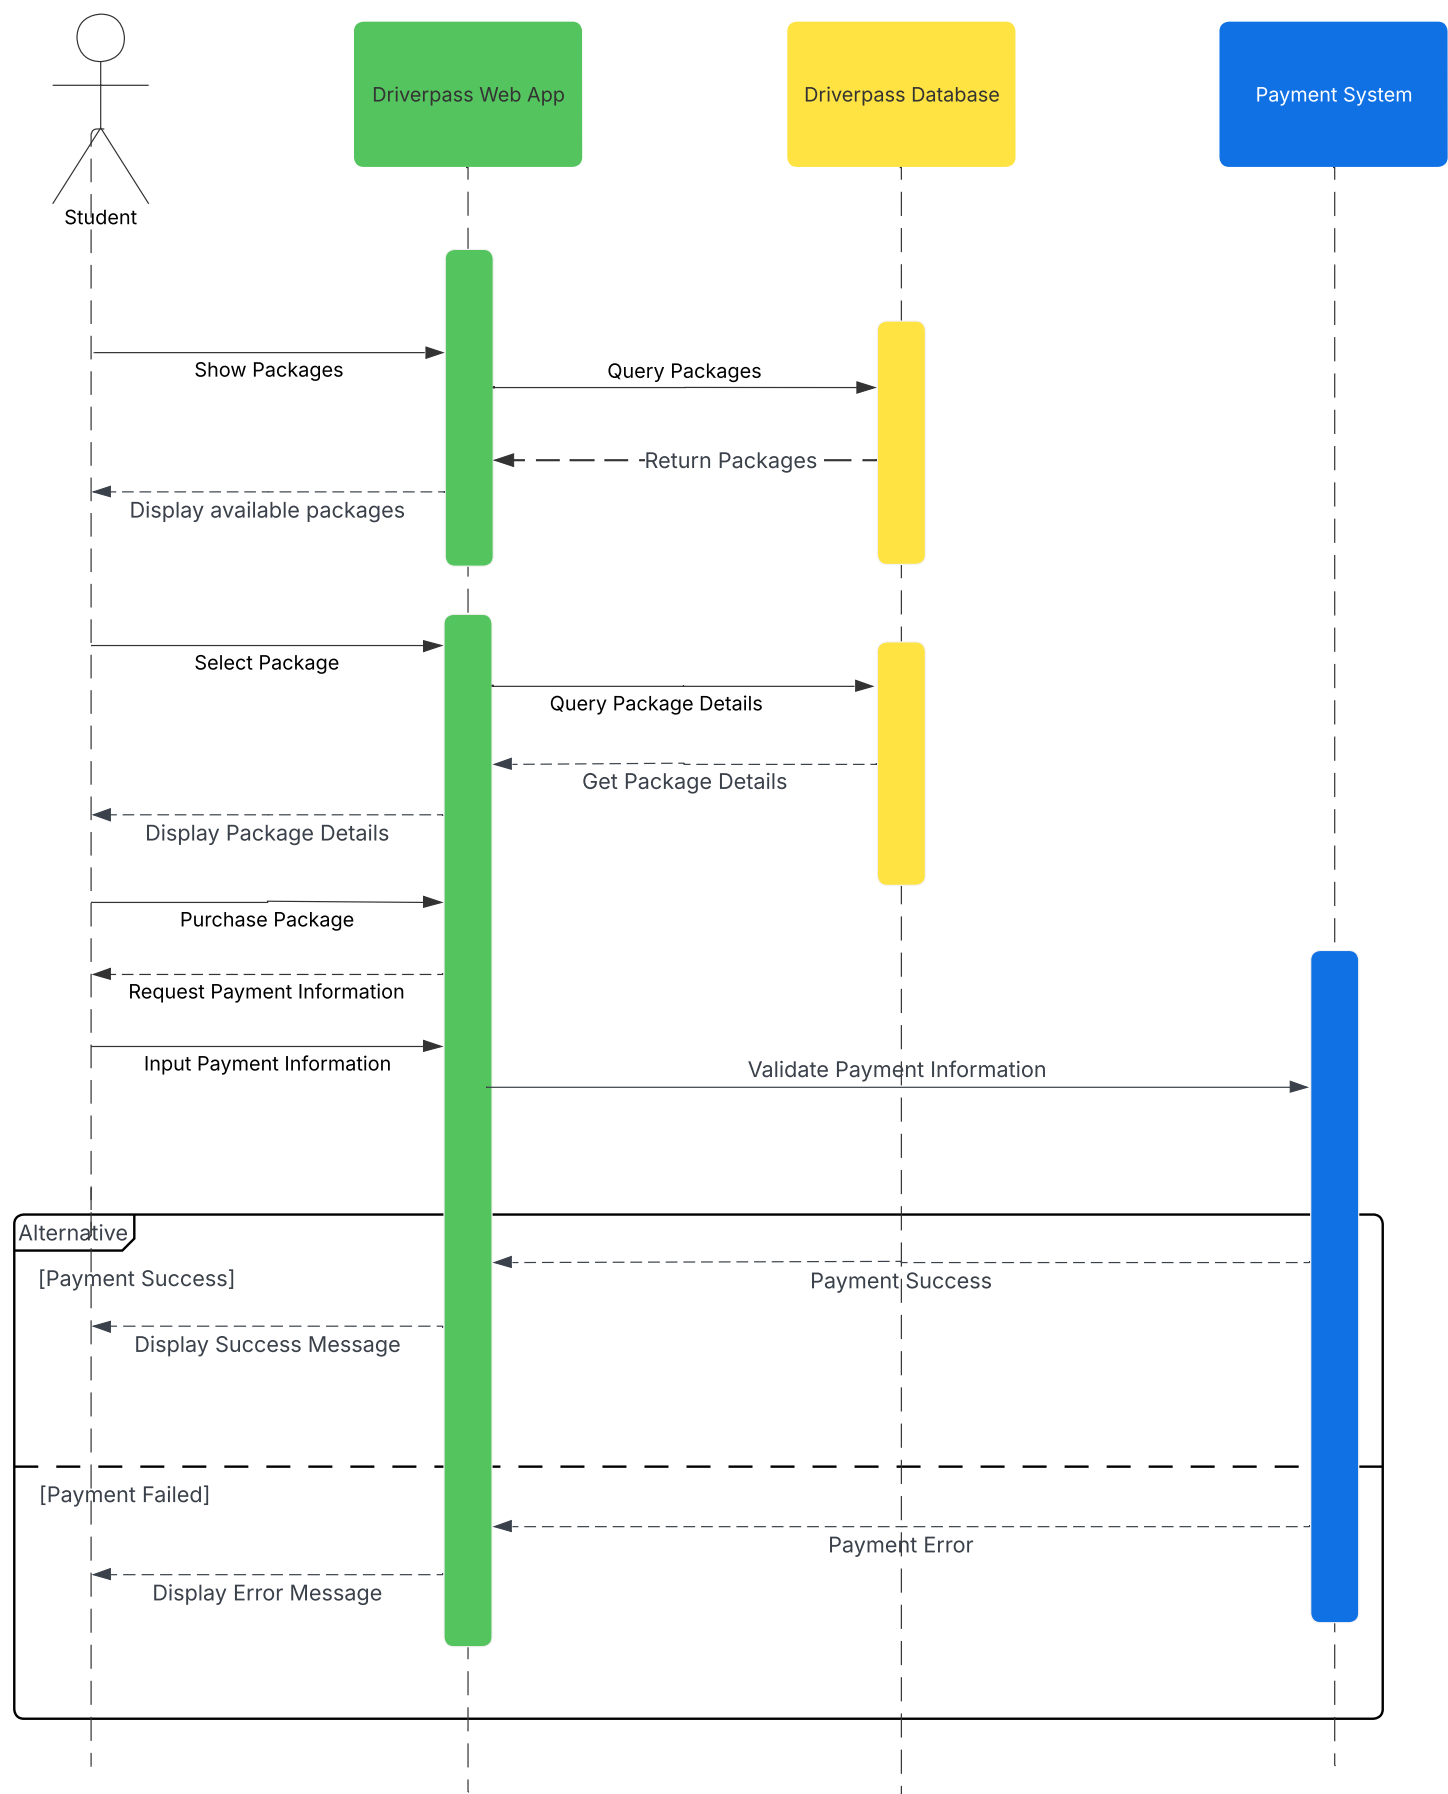 Driverpass Web App
Driverpass Database
Payment System
Student
Show Packages
Query Packages
Return Packages
Display available packages
Select Package
Query Package Details
Get Package Details
Display Package Details
Purchase Package
Request Payment Information
Input Payment Information
Validate Payment Information
Alternative
[Payment Success]
Payment Success
Display Success Message
[Payment Failed]
Payment Error
Display Error Message